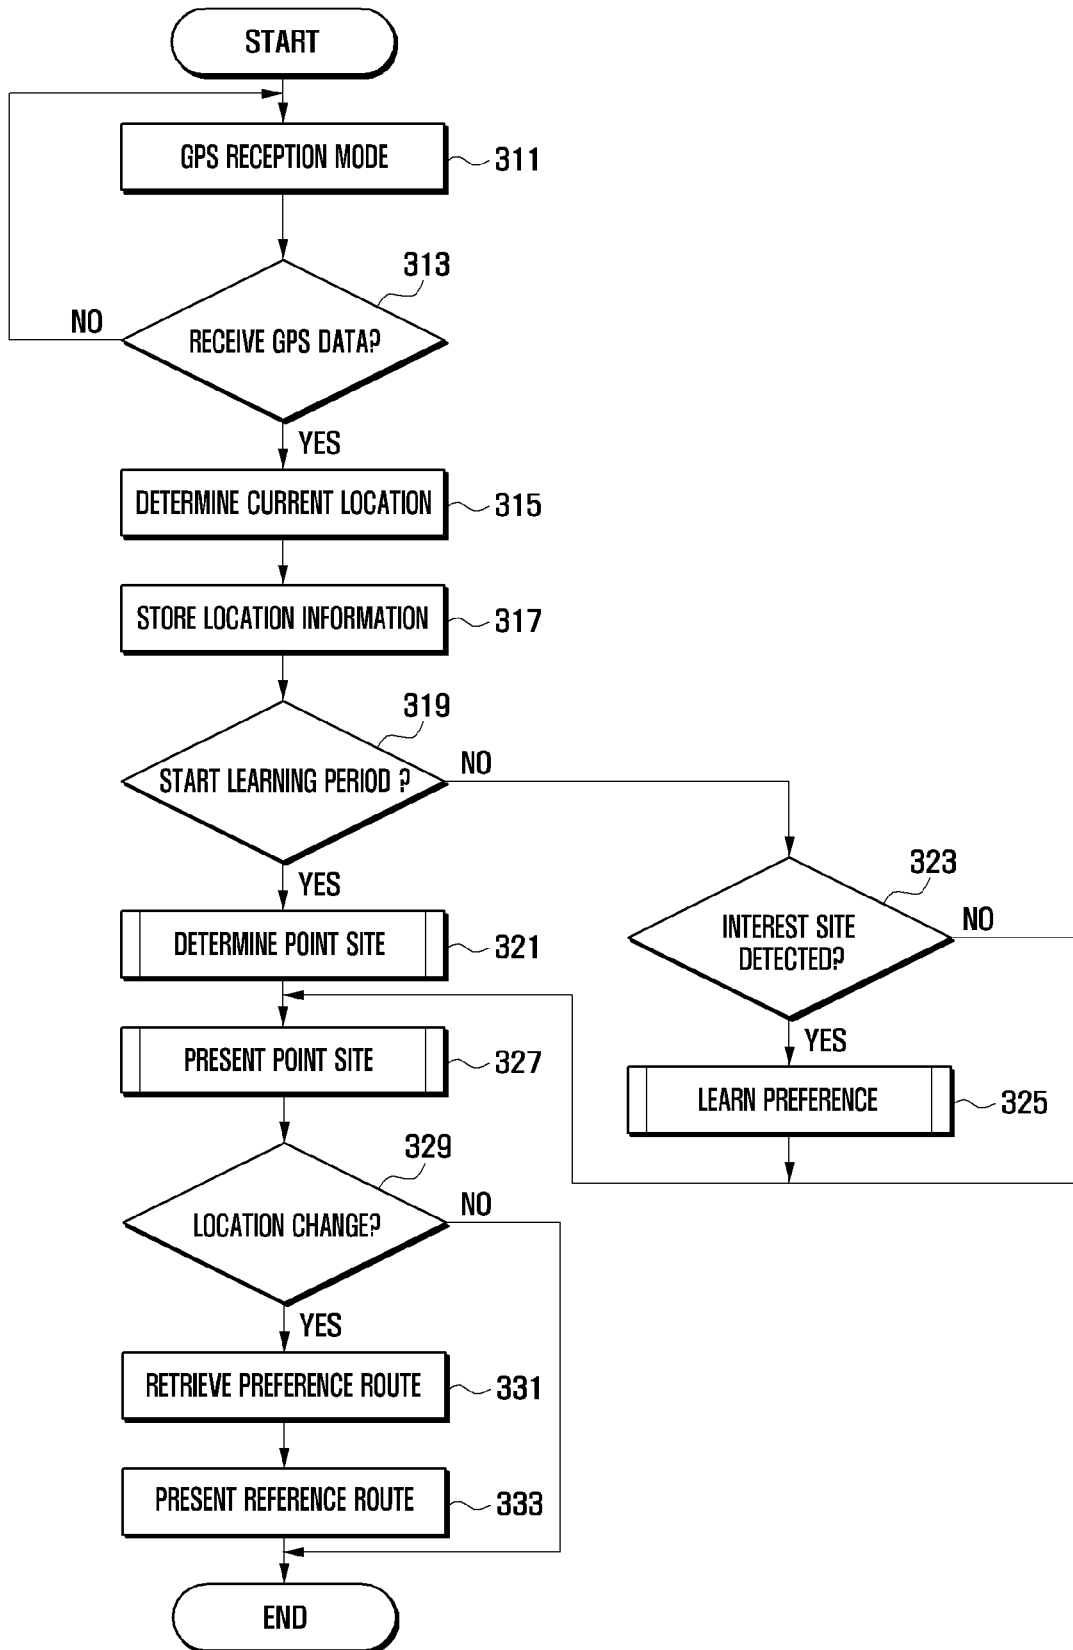 START
GPS RECEPTION MODE
311
313
RECEIVE GPS DATA?
NO
YES
DETERMINE CURRENT LOCATION
315
STORE LOCATION INFORMATION
317
319
START LEARNING PERIOD ?
NO
YES
323
INTEREST SITE
DETECTED?
NO
YES
DETERMINE POINT SITE
321
PRESENT POINT SITE
327
LEARN PREFERENCE
325
329
LOCATION CHANGE?
NO
YES
RETRIEVE PREFERENCE ROUTE
331
PRESENT REFERENCE ROUTE
333
END